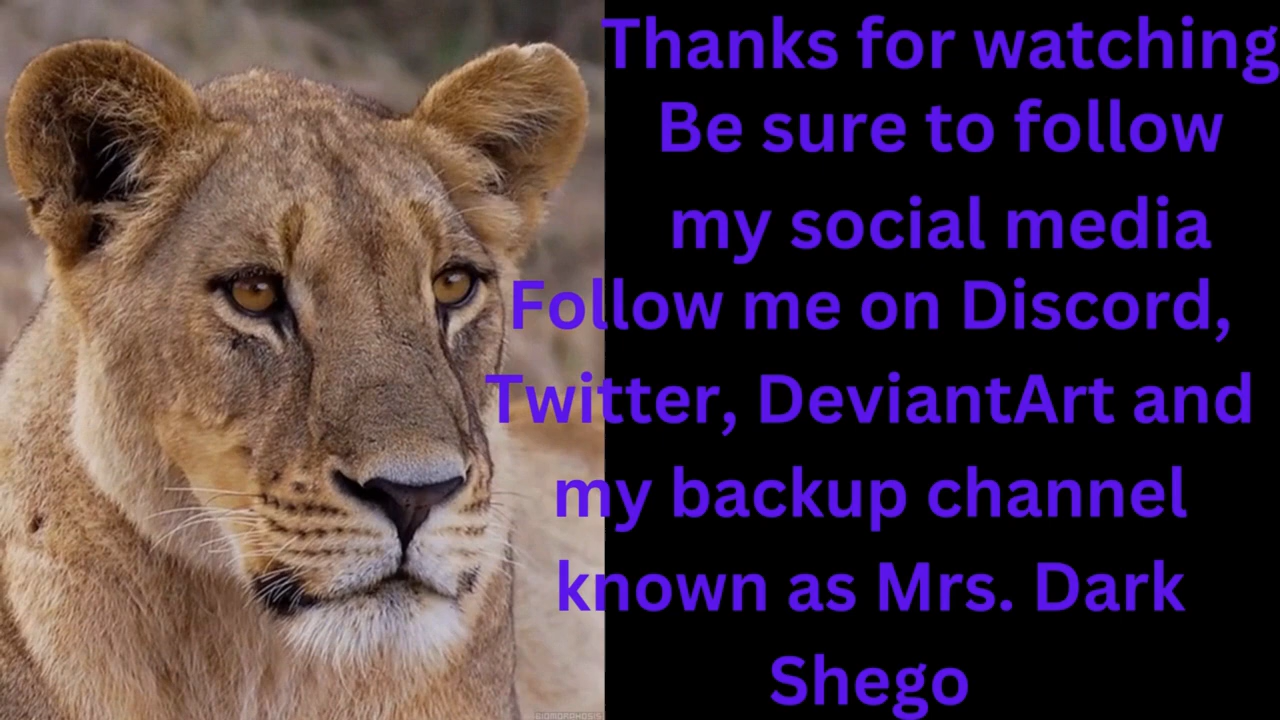 Thanks for watching
Be sure to follow
my social media
Follow me on Discord,
Twitter, DeviantArt and
my backup channel
known as Mrs. Dark
Shego